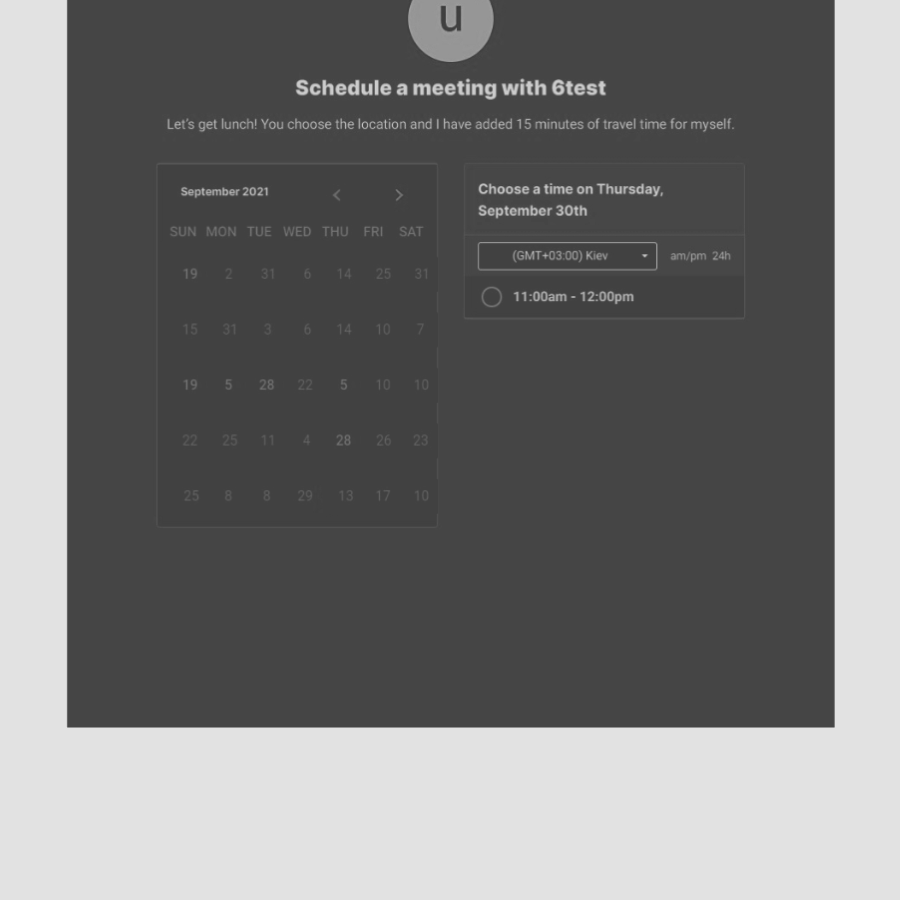 u
Schedule a meeting with 6test
Let's get lunch! You choose the location and I have added 15 minutes of travel time for myself.
September 2021
SUN MON TUE WED THU FRI SAT
19 2 31 6 14 25 31
15 31 3 6 14 10 7
19 5 28 22 5 10 10
22 25 11 4 28 26 23
25 8 8 29 13 17 10
Choose a time on Thursday,
September 30th
(GMT+03:00) Kiev am/pm 24h
11:00am - 12:00pm